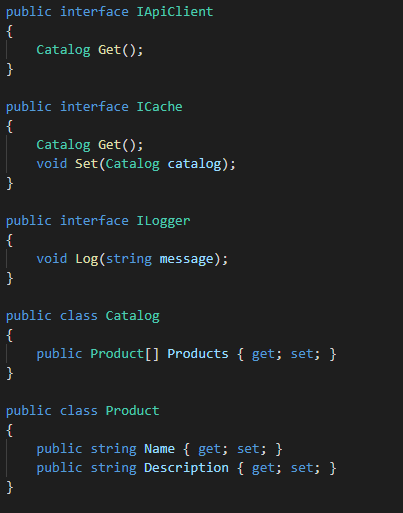 public interface IApiClient
{
    Catalog Get();
}

public interface ICache
{
    Catalog Get();
    void Set(Catalog catalog);
}

public interface ILogger
{
    void Log(string message);
}

public class Catalog
{
    public Product[] Products { get; set; }
}

public class Product
{
    public string Name { get; set; }
    public string Description { get; set; }
}